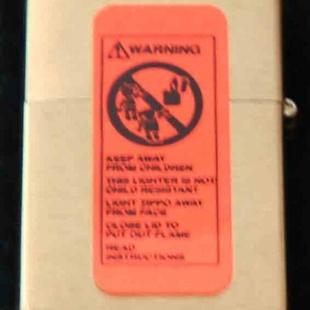 WARNING
KEEP AWAY
FROM CHILDREN
THIS LIGHTER IS NOT
CHILD RESISTANT
LIGHT ZIPPO AWAY
FROM FACE
CLOSE LID TO
PUT OUT FLAME
READ
INSTRUCTIONS